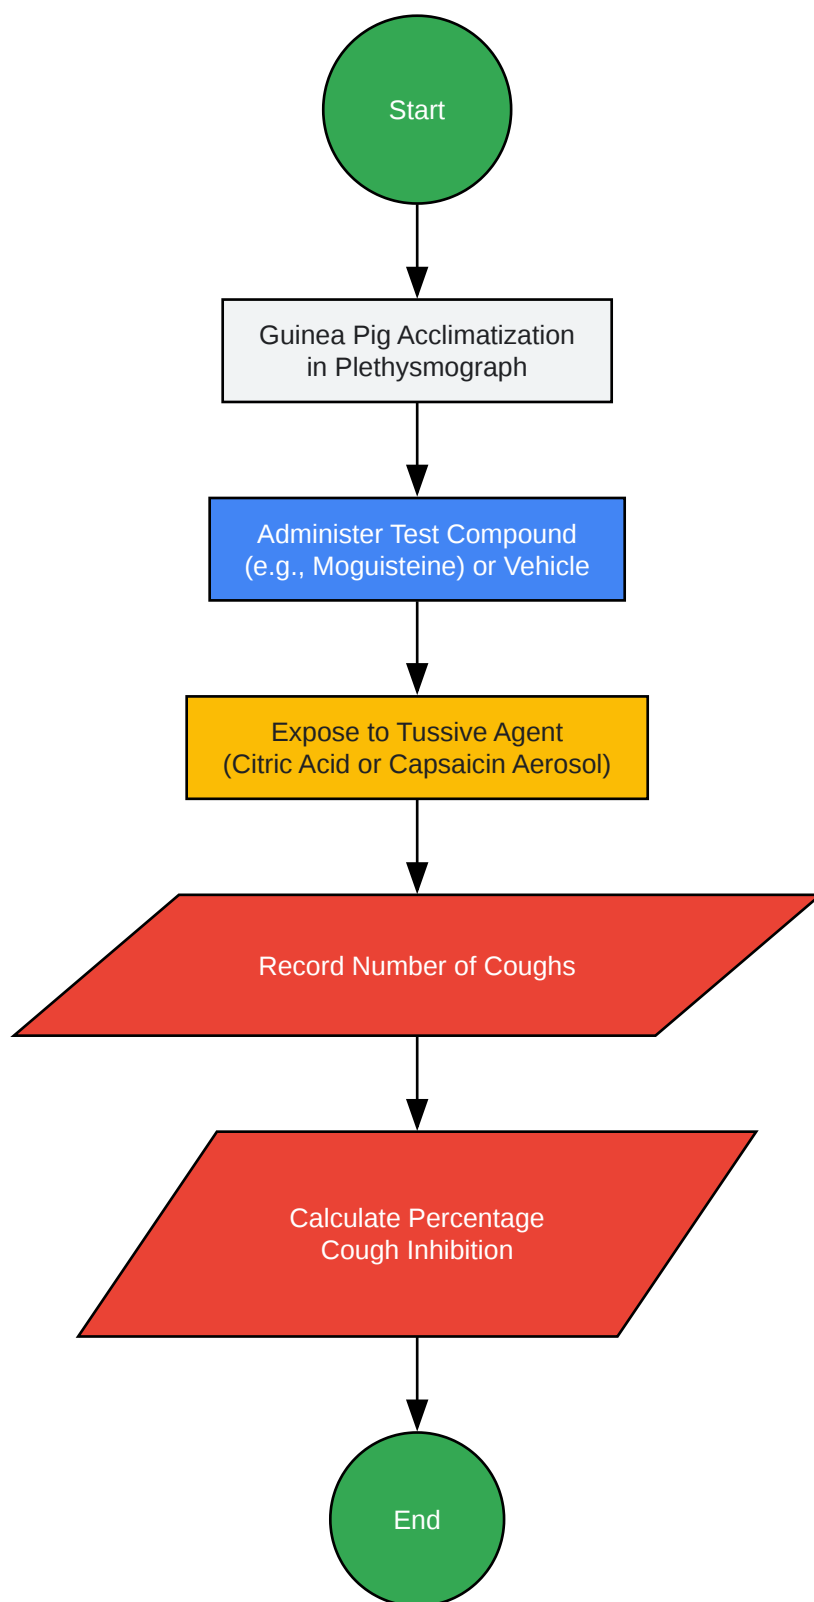 Start
Guinea Pig Acclimatization
in Plethysmograph
Administer Test Compound
(e.g., Moguisteine) or Vehicle
Expose to Tussive Agent
(Citric Acid or Capsaicin Aerosol)
Record Number of Coughs
Calculate Percentage
Cough Inhibition
End